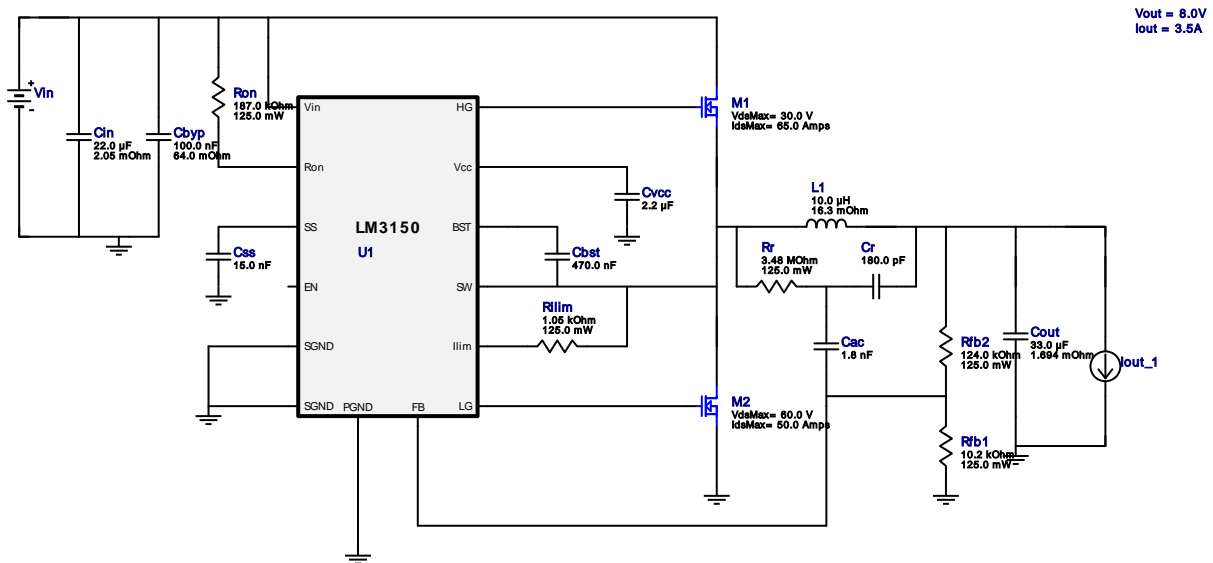 Vout = 8.0V
Iout = 3.5A
+
Vin
-
Cin
22.0 µF
2.05 mOhm
Cbyp
100.0 nF
64.0 mOhm
Ron
187.0 kOhm
125.0 mW
Css
15.0 nF
Vin
Ron
SS
EN
SGND
SGND
PGND
FB
LM3150
U1
HG
Vcc
BST
SW
Ilim
LG
Cvcc
2.2 µF
Cbst
470.0 nF
Rilim
1.05 kOhm
125.0 mW
M1
VdsMax= 30.0 V
IdsMax= 65.0 Amps
M2
VdsMax= 60.0 V
IdsMax= 50.0 Amps
L1
10.0 µH
16.3 mOhm
Rr
3.48 MOhm
125.0 mW
Cr
180.0 pF
Cac
1.8 nF
Rfb2
124.0 kOhm
125.0 mW
Rfb1
10.2 kOhm
125.0 mW
Cout
33.0 µF
1.694 mOhm
Iout_1